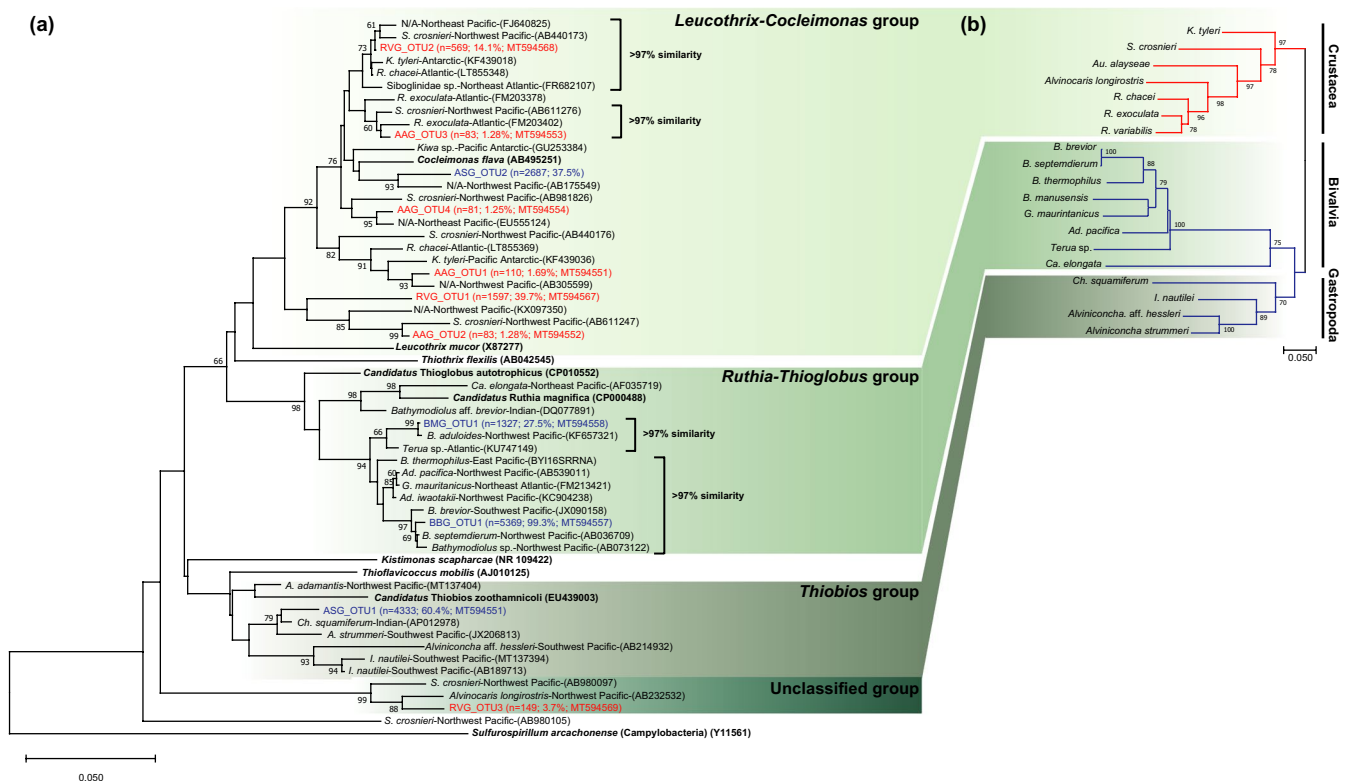 (a)
Leucothrix-Cocleimonas group
61
N/A-Northeast Pacific-(FJ640825)
S. crosnieri-Northwest Pacific-(AB440173)
73
RVG_OTU2 (n=569; 14.1%; MT594568)
>97% similarity
K. tyleri-Antarctic-(KF439018)
R. chacei-Atlantic-(LT855348)
Siboglinidae sp.-Northeast Atlantic-(FR682107)
R. exoculata-Atlantic-(FM203378)
S. crosnieri-Northwest Pacific-(AB611276)
R. exoculata-Atlantic-(FM203402)
>97% similarity
60
AAG_OTU3 (n=83; 1.28%; MT594553)
Kiwa sp.-Pacific Antarctic-(GU253384)
76
Cocleimonas flava (AB495251)
ASG_OTU2 (n=2687; 37.5%)
93
N/A-Northwest Pacific-(AB175549)
S. crosnieri-Northwest Pacific-(AB981826)
92
AAG_OTU4 (n=81; 1.25%; MT594554)
95
N/A-Northeast Pacific-(EU555124)
S. crosnieri-Northwest Pacific-(AB440176)
82
R. chacei-Atlantic-(LT855369)
K. tyleri-Pacific Antarctic-(KF439036)
91
AAG_OTU1 (n=110; 1.69%; MT594551)
93
N/A-Northwest Pacific-(AB305599)
RVG_OTU1 (n=1597; 39.7%; MT594567)
N/A-Northwest Pacific-(KX097350)
85
S. crosnieri-Northwest Pacific-(AB611247)
99
AAG_OTU2 (n=83; 1.28%; MT594552)
Leucothrix mucor (X87277)
66
Thiothrix flexilis (AB042545)
Candidatus Thioglobus autotrophicus (CP010552)
Ruthia-Thioglobus group
98
98
Ca. elongata-Northeast Pacific-(AF035719)
98
Candidatus Ruthia magnifica (CP000488)
Bathymodiolus aff. brevior-Indian-(DQ077891)
99
BMG_OTU1 (n=1327; 27.5%; MT594558)
66
B. aduloides-Northwest Pacific-(KF657321)
>97% similarity
Terua sp.-Atlantic-(KU747149)
94
B. thermophilus-East Pacific-(BYI16SRRNA)
60
Ad. pacifica-Northwest Pacific-(AB539011)
85
G. mauritanicus-Northeast Atlantic-(FM213421)
Ad. iwaotakii-Northwest Pacific-(KC904238)
>97% similarity
B. brevior-Southwest Pacific-(JX090158)
97
BBG_OTU1 (n=5369; 99.3%; MT594557)
69
B. septemdierum-Northwest Pacific-(AB036709)
Bathymodiolus sp.-Northwest Pacific-(AB073122)
Kistimonas scapharcae (NR 109422)
Thioflavicoccus mobilis (AJ010125)
A. adamantis-Northwest Pacific-(MT137404)
Thiobios group
Candidatus Thiobios zoothamnicoli (EU439003)
ASG_OTU1 (n=4333; 60.4%; MT594551)
79
Ch. squamiferum-Indian-(AP012978)
A. strummeri-Southwest Pacific-(JX206813)
Alviniconcha aff. hessleri-Southwest Pacific-(AB214932)
93
I. nautilei-Southwest Pacific-(MT137394)
94
I. nautilei-Southwest Pacific-(AB189713)
S. crosnieri-Northwest Pacific-(AB980097)
Unclassified group
99
Alvinocaris longirostris-Northwest Pacific-(AB232532)
88
RVG_OTU3 (n=149; 3.7%; MT594569)
S. crosnieri-Northwest Pacific-(AB980105)
Sulfurospirillum arcachonense (Campylobacteria) (Y11561)
0.050
(b)
K. tyleri
97
S. crosnieri
78
Au. alayseae
97
Alvinocaris longirostris
98
R. chacei
96
R. exoculata
78
R. variabilis
Crustacea
B. brevior
100
B. septemdierum
88
B. thermophilus
79
B. manusensis
G. maurintanicus
Ad. pacifica
100
Terua sp.
75
Ca. elongata
Bivalvia
Ch. squamiferum
70
I. nautilei
89
Alviniconcha. aff. hessleri
100
Alviniconcha strummeri
Gastropoda
0.050